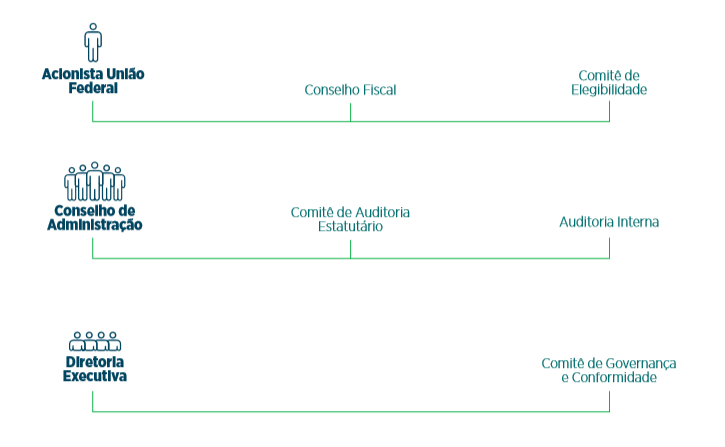 Acionista União
Federal
Conselho Fiscal
Comitê de
Elegibilidade
Conselho de
Administração
Comitê de Auditoria
Estatutário
Auditoria Interna
Diretoria
Executiva
Comitê de Governança
e Conformidade